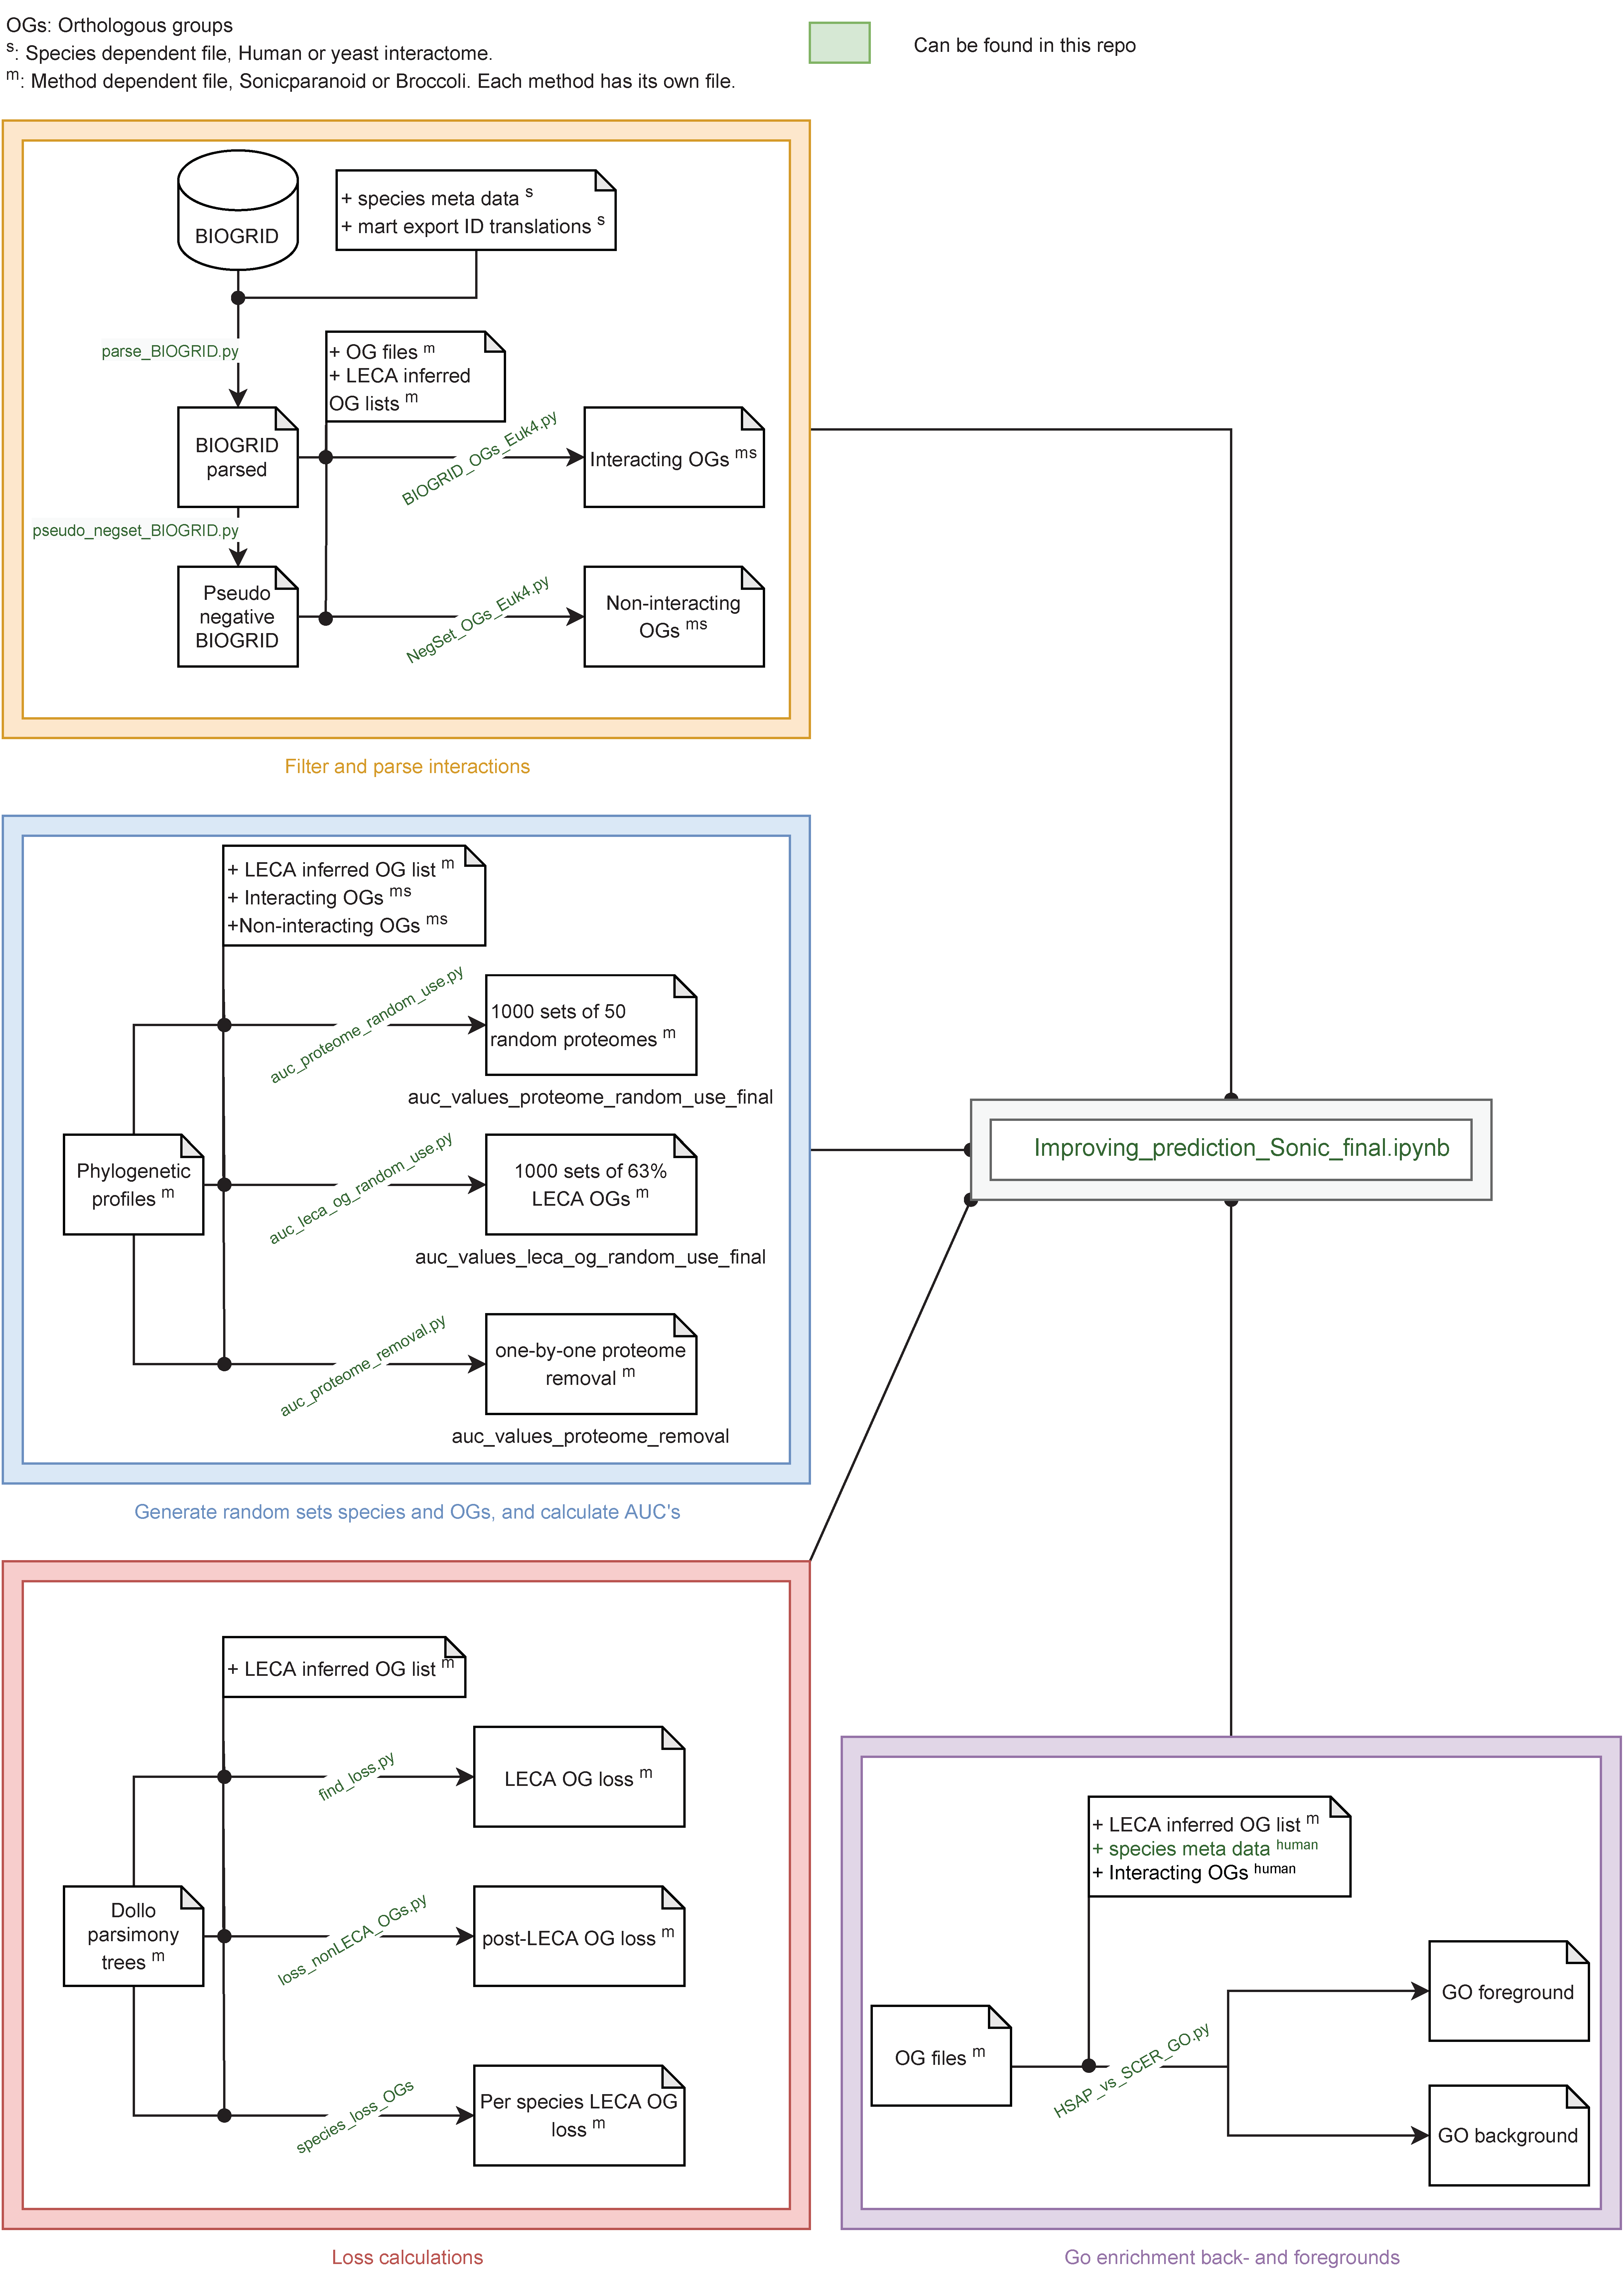 OGs: Orthologous groups
s: Species dependent file, Human or yeast interactome.
m: Method dependent file, Sonicparanoid or Broccoli. Each method has its own file.
Can be found in this repo
BIOGRID
+ species meta data s
+ mart export ID translations s
parse_BIOGRID.py
+ OG files m
+ LECA inferred
OG lists m
BIOGRID
parsed
BIOGRID_OGs_Euk4.py
Interacting OGs ms
pseudo_negset_BIOGRID.py
Pseudo
negative
BIOGRID
NegSet_OGs_Euk4.py
Non-interacting
OGs ms
Filter and parse interactions
+ LECA inferred OG list m
+ Interacting OGs ms
+Non-interacting OGs ms
auc_proteome_random_use.py
1000 sets of 50
random proteomes m
auc_values_proteome_random_use_final
Phylogenetic
profiles m
auc_leca_og_random_use.py
1000 sets of 63%
LECA OGs m
auc_values_leca_og_random_use_final
auc_proteome_removal.py
one-by-one proteome
removal m
auc_values_proteome_removal
Generate random sets species and OGs, and calculate AUC's
Improving_prediction_Sonic_final.ipynb
+ LECA inferred OG list m
find_loss.py
LECA OG loss m
Dollo
parsimony
trees m
loss_nonLECA_OGs.py
post-LECA OG loss m
species_loss_OGs
Per species LECA OG
loss m
Loss calculations
+ LECA inferred OG list m
+ species meta data human
+ Interacting OGs human
OG files m
HSAP_vs_SCER_GO.py
GO foreground
GO background
Go enrichment back- and foregrounds